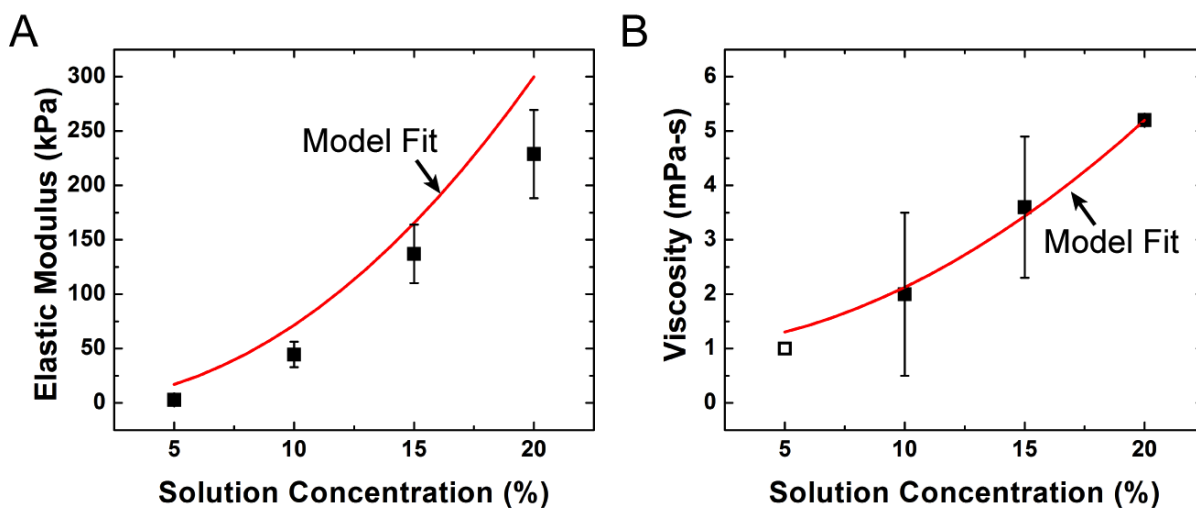 A
Elastic Modulus (kPa)
300
250
200
150
100
50
0
Model Fit
5 10 15 20
Solution Concentration (%)
B
Viscosity (mPa-s)
6
5
4
3
2
1
0
Model Fit
5 10 15 20
Solution Concentration (%)